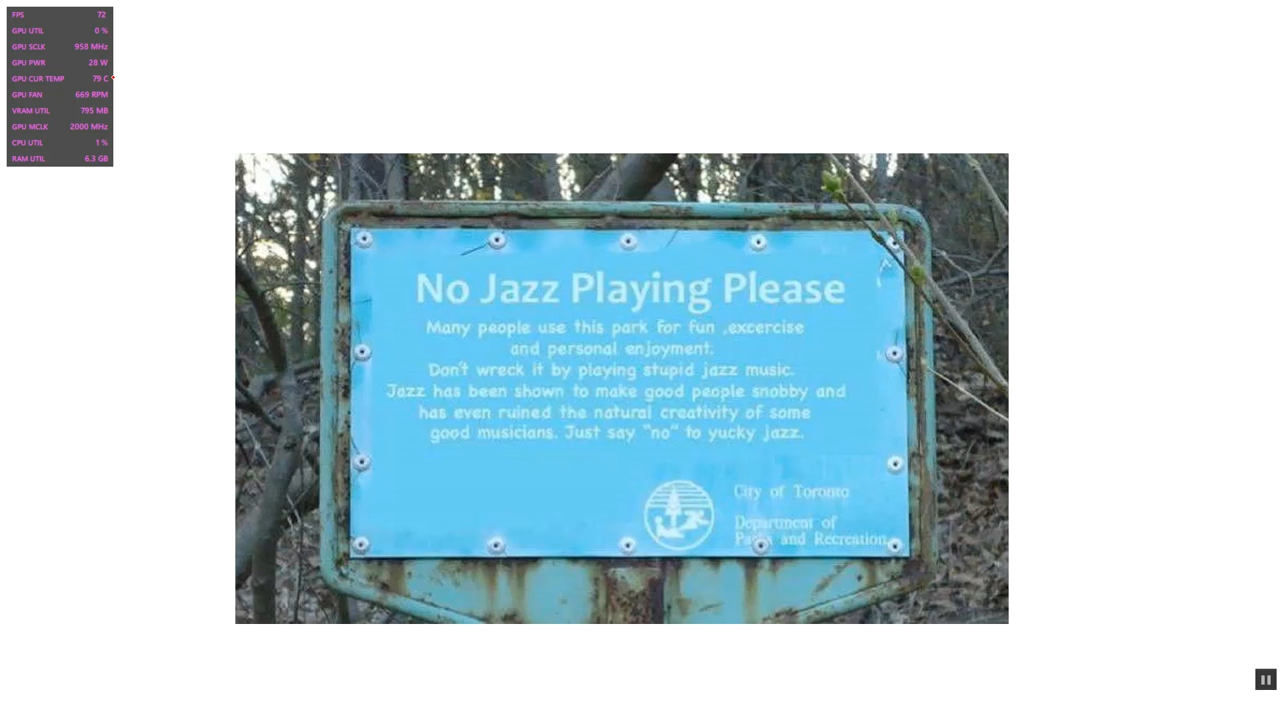 FPS 72
GPU UTIL 0 %
GPU SCLK 958 MHz
GPU PWR 28 W
GPU CUR TEMP 79 C
GPU FAN 669 RPM
VRAM UTIL 795 MB
GPU MCLK 2000 MHz
CPU UTIL 1 %
RAM UTIL 6.3 GB
No Jazz Playing Please
Many people use this park for fun ,excercise
and personal enjoyment.
Don't wreck it by playing stupid jazz music.
Jazz has been shown to make good people snobby and
has even ruined the natural creativity of some
good musicians. Just say "no" to yucky jazz.
City of Toronto
Department of
Parks and Recreation